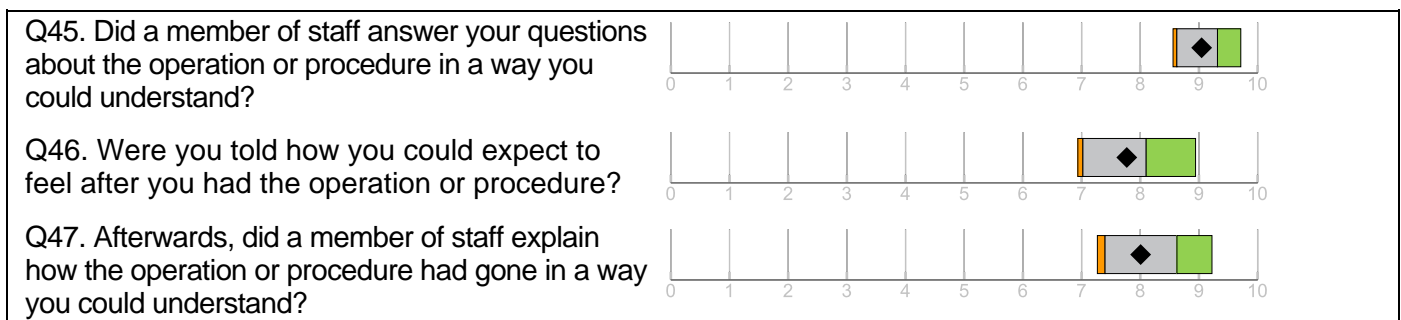 Q45. Did a member of staff answer your questions
about the operation or procedure in a way you
could understand?
0 1 2 3 4 5 6 7 8 9 10
Q46. Were you told how you could expect to
feel after you had the operation or procedure?
0 1 2 3 4 5 6 7 8 9 10
Q47. Afterwards, did a member of staff explain
how the operation or procedure had gone in a way
you could understand?
0 1 2 3 4 5 6 7 8 9 10